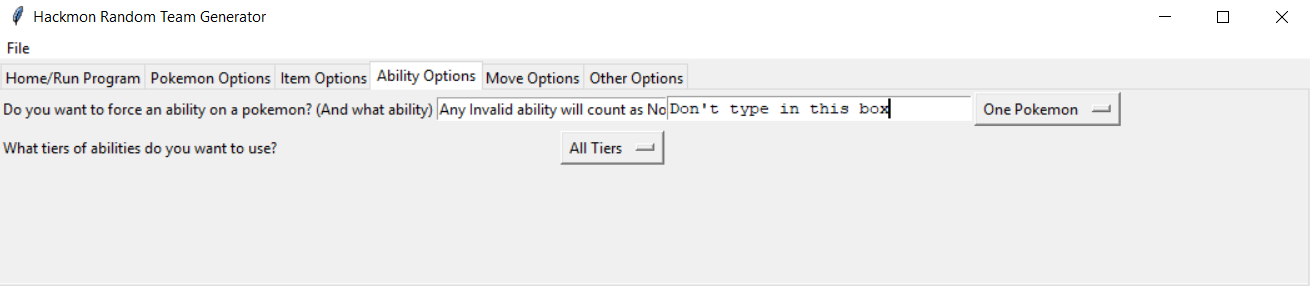 Hackmon Random Team Generator
File
Home/Run Program Pokemon Options Item Options Ability Options Move Options Other Options
Do you want to force an ability on a pokemon? (And what ability) Any Invalid ability will count as No Don't type in this box One Pokemon
What tiers of abilities do you want to use? All Tiers